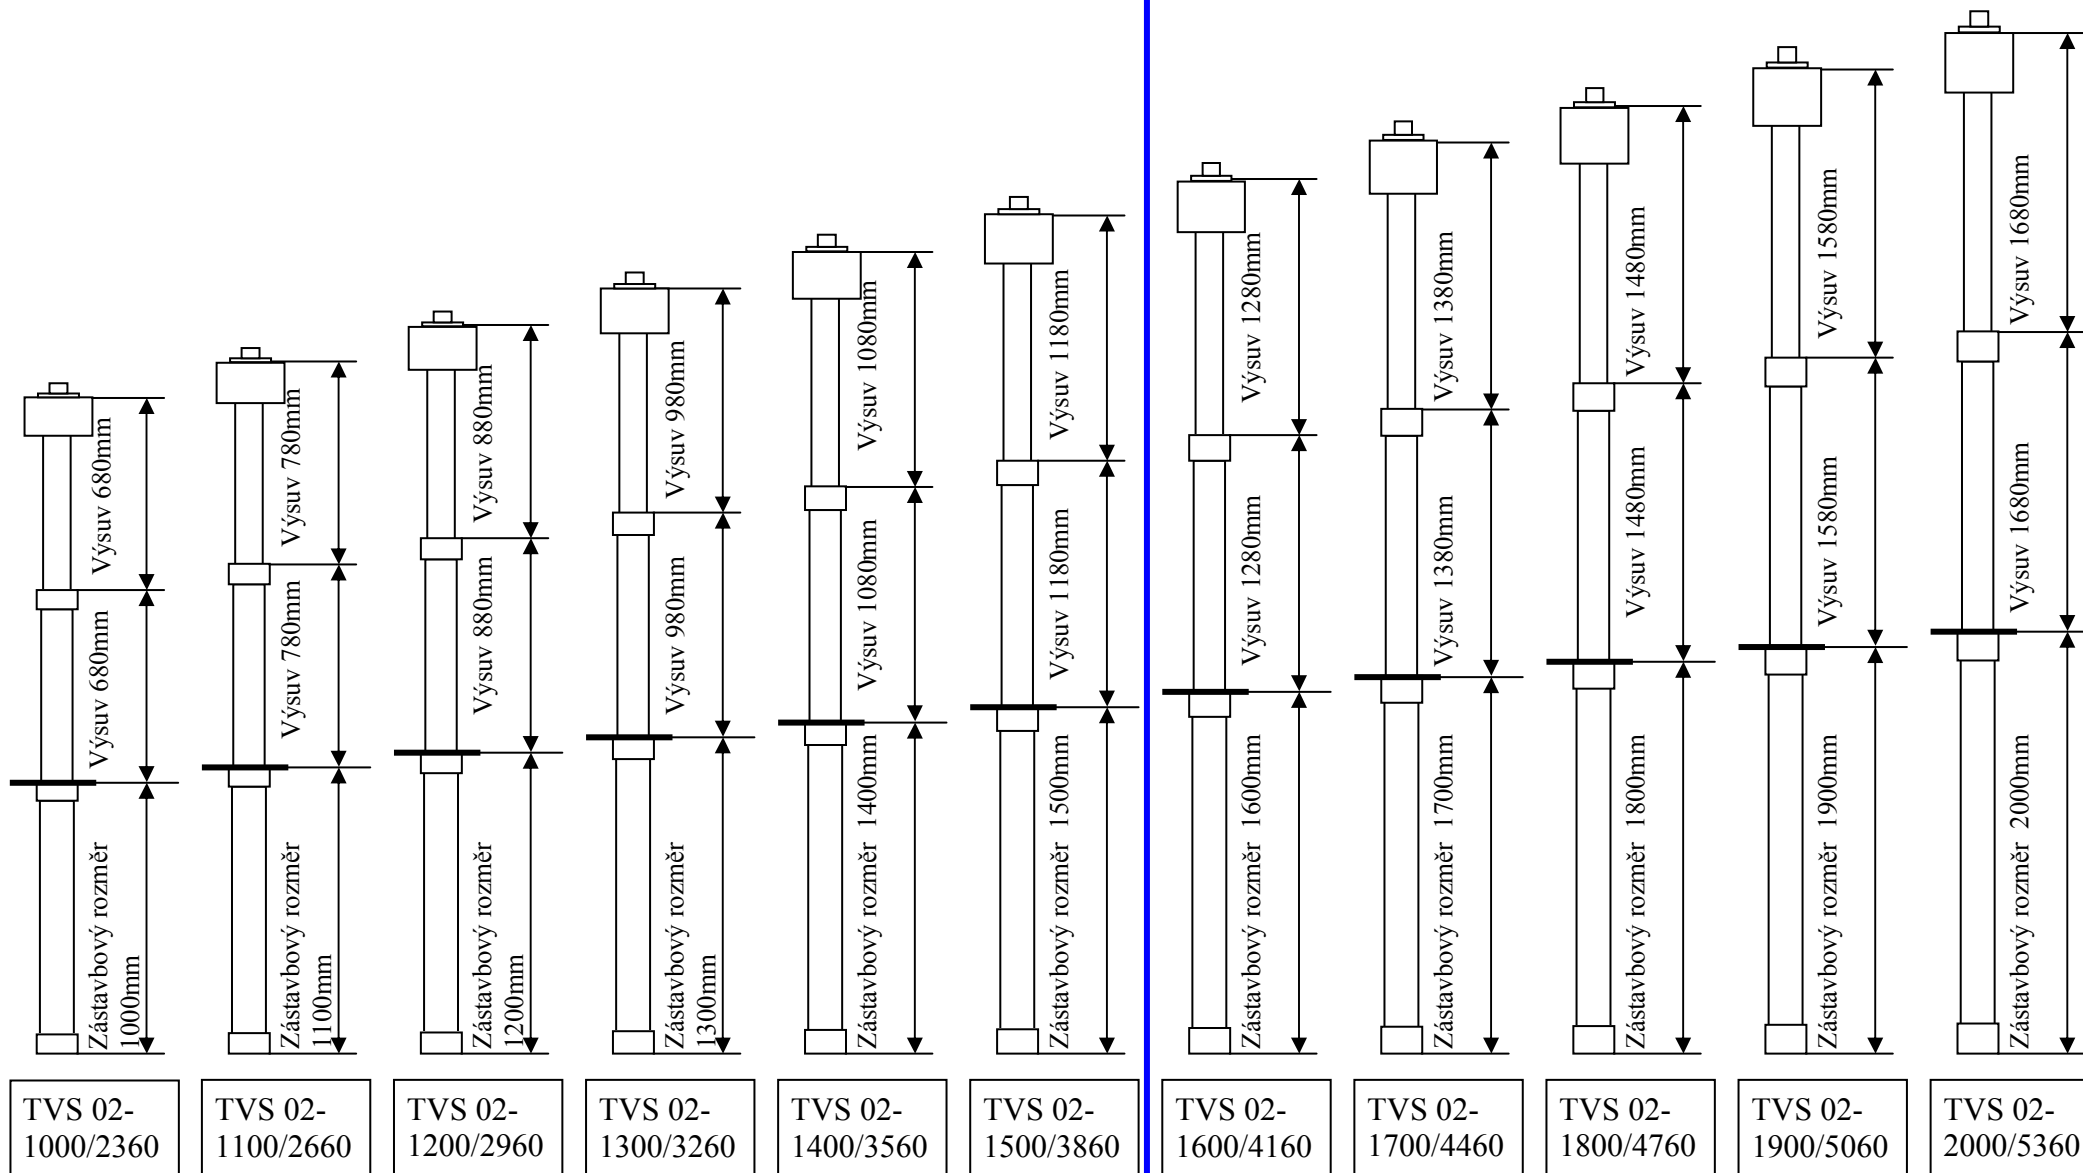 Výsuv 680mm
Výsuv 680mm
Zástavbový rozměr
1000mm
TVS 02-
1000/2360
Výsuv 780mm
Výsuv 780mm
Zástavbový rozměr
1100mm
TVS 02-
1100/2660
Výsuv 880mm
Výsuv 880mm
Zástavbový rozměr
1200mm
TVS 02-
1200/2960
Výsuv 980mm
Výsuv 980mm
Zástavbový rozměr
1300mm
TVS 02-
1300/3260
Výsuv 1080mm
Výsuv 1080mm
Zástavbový rozměr 1400mm
TVS 02-
1400/3560
Výsuv 1180mm
Výsuv 1180mm
Zástavbový rozměr 1500mm
TVS 02-
1500/3860
Výsuv 1280mm
Výsuv 1280mm
Zástavbový rozměr 1600mm
TVS 02-
1600/4160
Výsuv 1380mm
Výsuv 1380mm
Zástavbový rozměr 1700mm
TVS 02-
1700/4460
Výsuv 1480mm
Výsuv 1480mm
Zástavbový rozměr 1800mm
TVS 02-
1800/4760
Výsuv 1580mm
Výsuv 1580mm
Zástavbový rozměr 1900mm
TVS 02-
1900/5060
Výsuv 1680mm
Výsuv 1680mm
Zástavbový rozměr 2000mm
TVS 02-
2000/5360